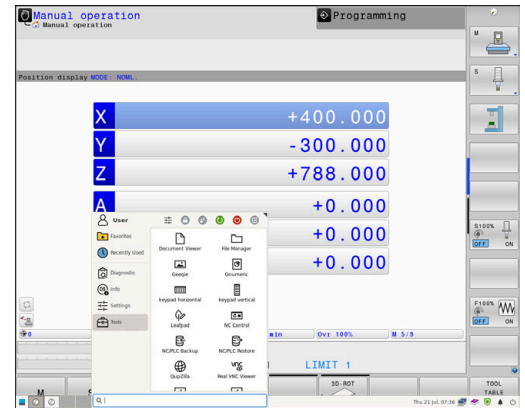 Manual operation
Programming
Manual operation
Position display MODE: NOML.
M
S
X +400.000
Y -300.000
Z +788.000
A +0.000
+0.000
+0.000
User
Favorites
Recently Used
Diagnostic
Info
Settings
Tools
Document Viewer
File Manager
Geeqie
Gnumeric
keypad horizontal
keypad vertical
Leafpad
NC Control
NC/PLC Backup
NC/PLC Restore
QupZilla
Real VNC Viewer
S100%
OFF ON
F100%
OFF ON
0
min
Ovr 100%
M 5/9
LIMIT 1
M
3D-ROT
TOOL
TABLE
Thu 21 Jul, 07:36